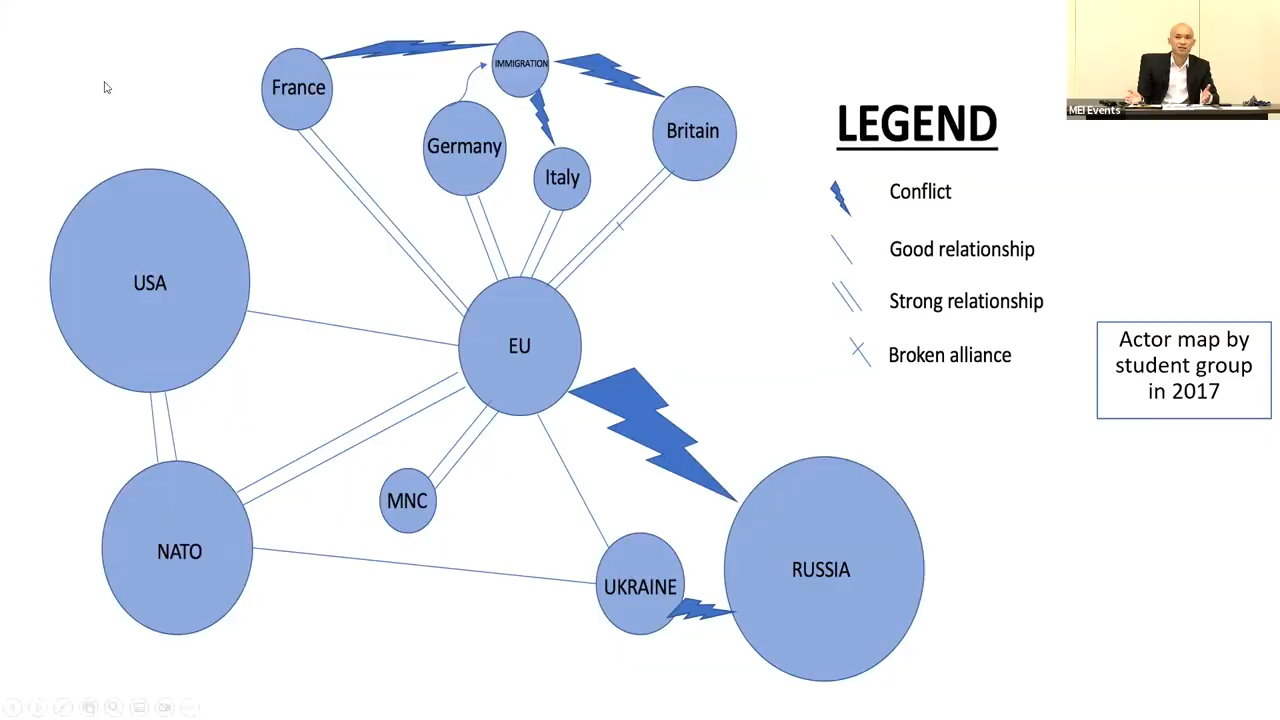 IMMIGRATION
France
Germany
Italy
Britain
USA
EU
NATO
MNC
UKRAINE
RUSSIA
LEGEND
Conflict
Good relationship
Strong relationship
Broken alliance
MEI Events
Actor map by
student group
in 2017